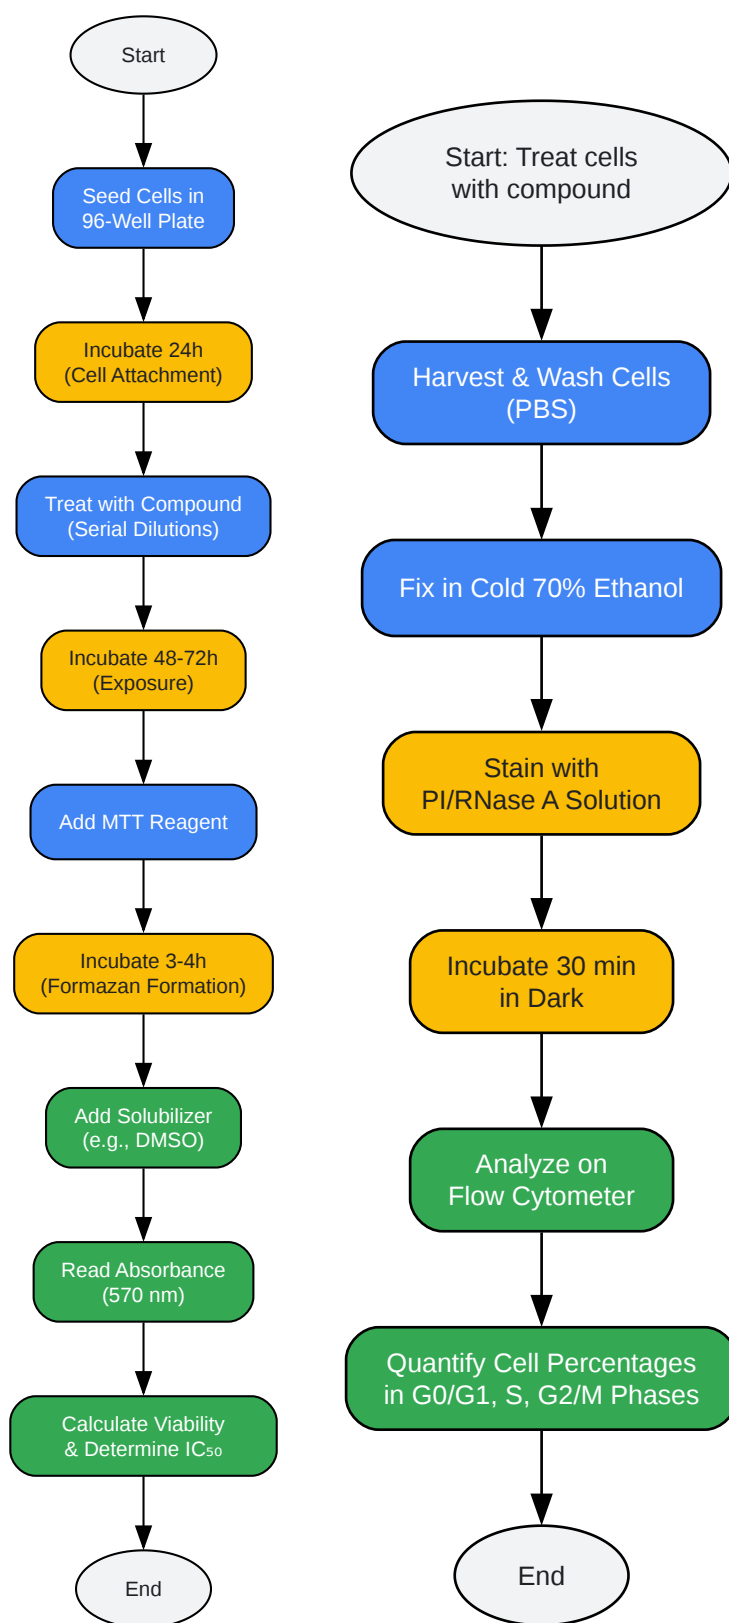 Start
Seed Cells in
96-Well Plate
Incubate 24h
(Cell Attachment)
Treat with Compound
(Serial Dilutions)
Incubate 48-72h
(Exposure)
Add MTT Reagent
Incubate 3-4h
(Formazan Formation)
Add Solubilizer
(e.g., DMSO)
Read Absorbance
(570 nm)
Calculate Viability
& Determine IC₅₀
End
Start: Treat cells
with compound
Harvest & Wash Cells
(PBS)
Fix in Cold 70% Ethanol
Stain with
PI/RNase A Solution
Incubate 30 min
in Dark
Analyze on
Flow Cytometer
Quantify Cell Percentages
in G0/G1, S, G2/M Phases
End